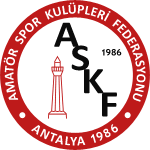 AMATÖR SPOR KULÜPLERİ FEDERASYONU
ASKF
1986
• ANTALYA 1986 •